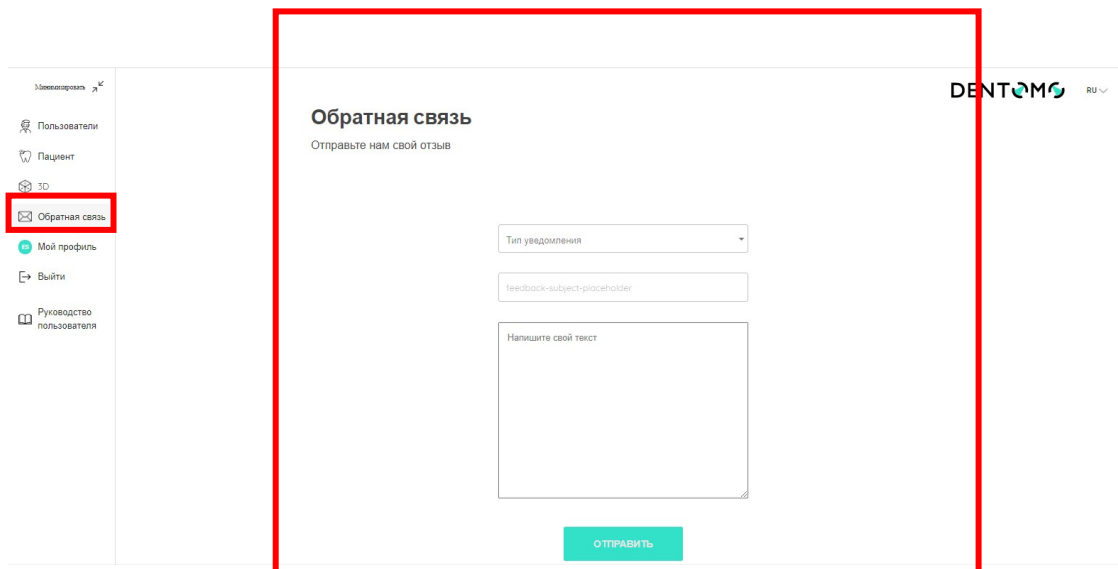 Минимизировать
DENTOMO
RU
Пользователи
Пациент
3D
Обратная связь
ES
Мой профиль
Выйти
Руководство
пользователя
Обратная связь
Отправьте нам свой отзыв
Тип уведомления
feedback-subject-placeholder
Напишите свой текст
ОТПРАВИТЬ